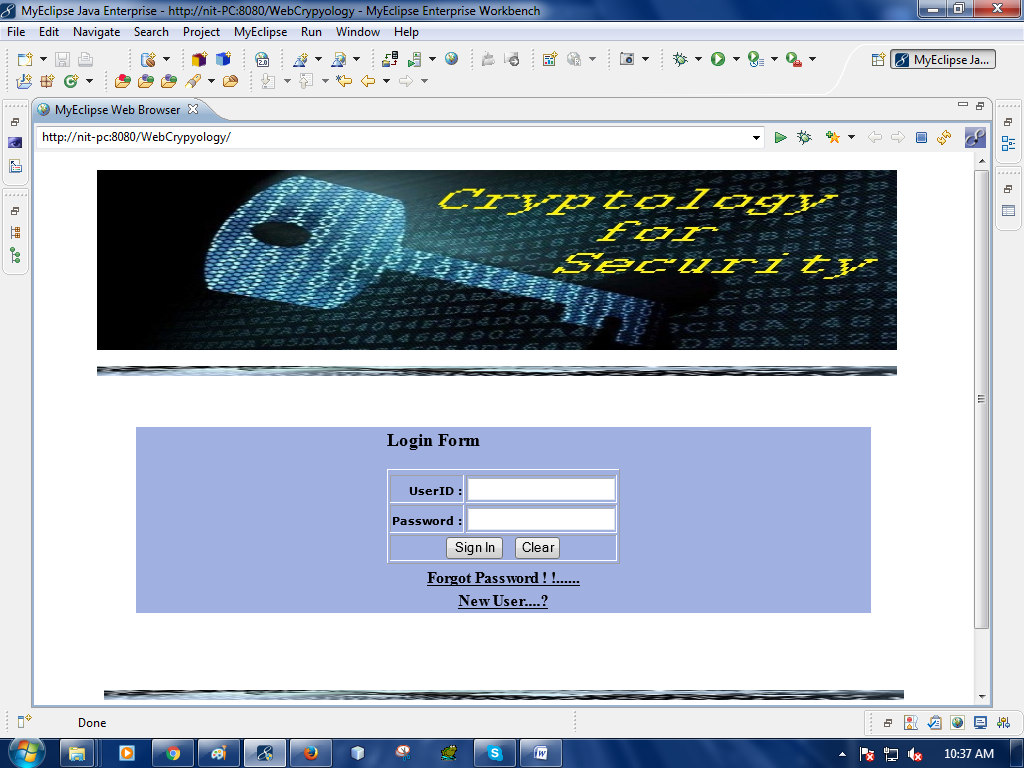 MyEclipse Java Enterprise - http://nit-PC:8080/WebCrypyology - MyEclipse Enterprise Workbench
File Edit Navigate Search Project MyEclipse Run Window Help
2.0
MyEclipse Ja...
MyEclipse Web Browser
http://nit-pc:8080/WebCrypyology/
Cryptology
for
Security
Login Form
UserID :
Password :
Sign In Clear
Forgot Password ! !......
New User....?
Done
10:37 AM